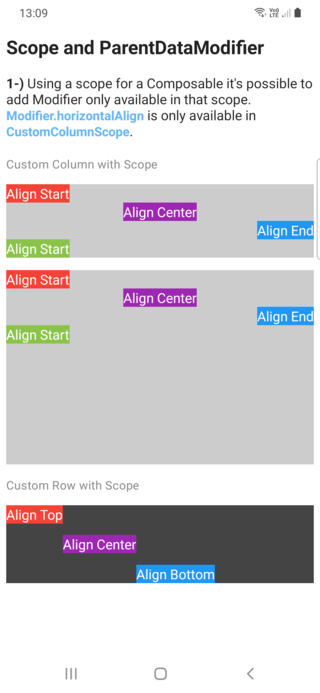 13:09
Vo)) LTE
Scope and ParentDataModifier
1-) Using a scope for a Composable it's possible to
add Modifier only available in that scope.
Modifier.horizontalAlign is only available in
CustomColumnScope.
Custom Column with Scope
Align Start
Align Center
Align End
Align Start
Align Start
Align Center
Align End
Align Start
Custom Row with Scope
Align Top
Align Center
Align Bottom